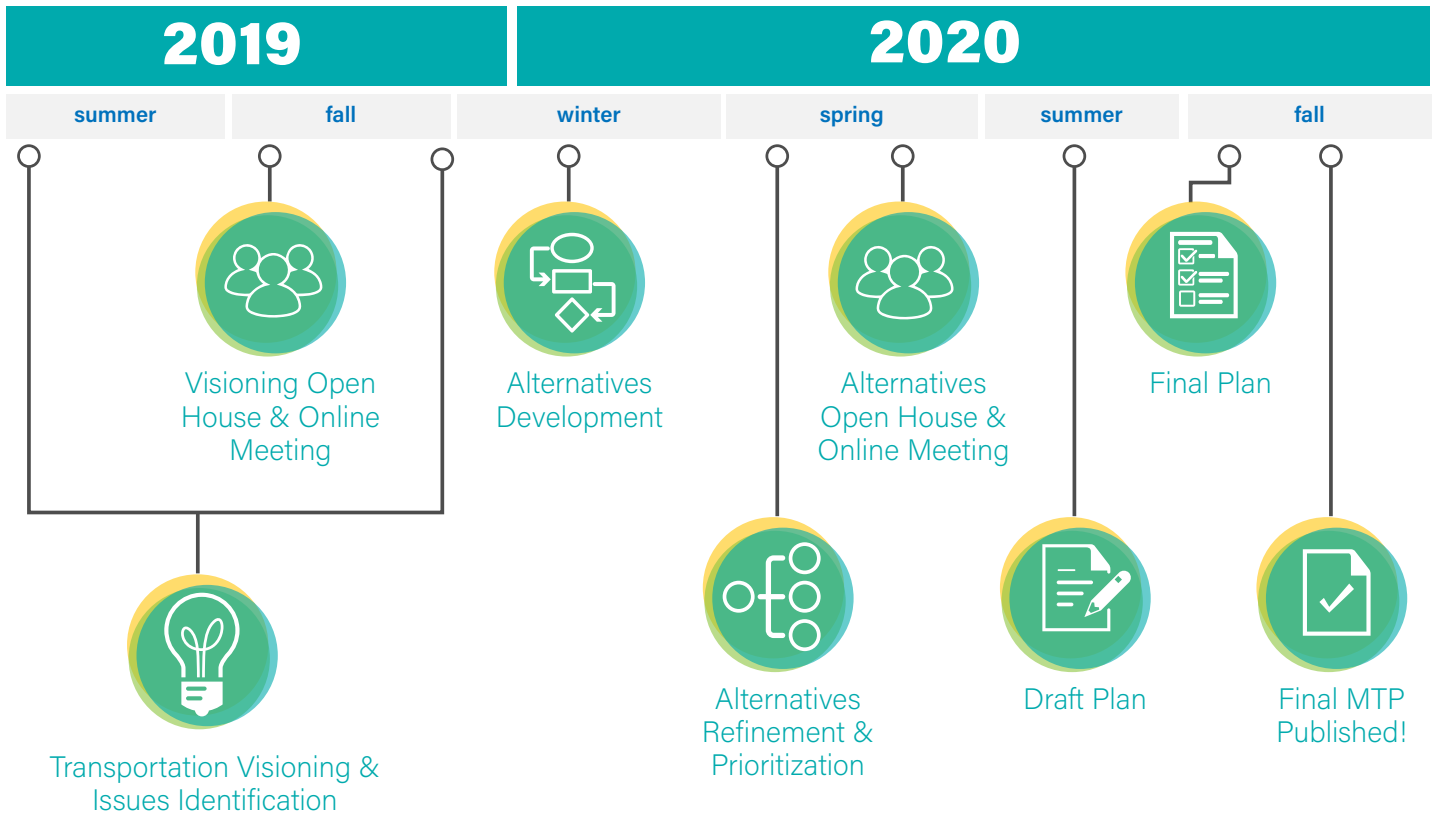 2019
2020
summer
fall
winter
spring
summer
fall
Visioning Open
House & Online
Meeting
Alternatives
Development
Alternatives
Open House &
Online Meeting
Final Plan
Transportation Visioning &
Issues Identification
Alternatives
Refinement &
Prioritization
Draft Plan
Final MTP
Published!